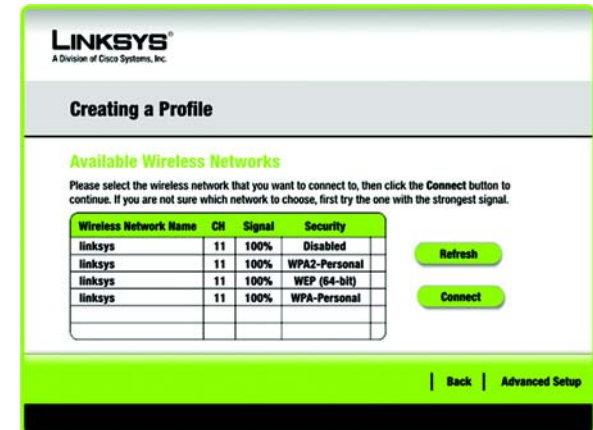 LINKSYS®
A Division of Cisco Systems, Inc.
Creating a Profile
Available Wireless Networks
Please select the wireless network that you want to connect to, then click the Connect button to
continue. If you are not sure which network to choose, first try the one with the strongest signal.
Wireless Network Name CH Signal Security
linksys 11 100% Disabled
linksys 11 100% WPA2-Personal
linksys 11 100% WEP (64-bit)
linksys 11 100% WPA-Personal
Refresh
Connect
Back Advanced Setup